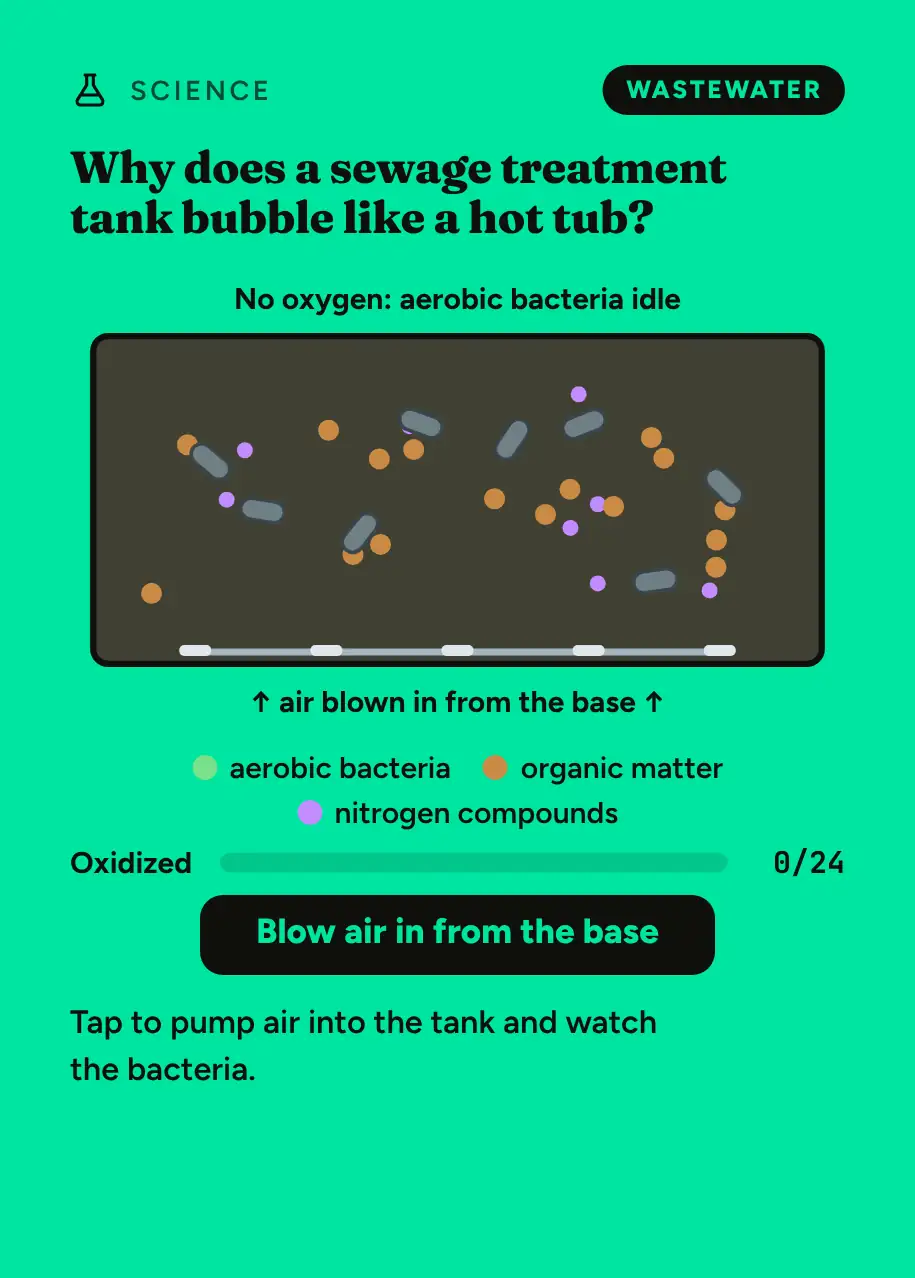 SCIENCE
WASTEWATER
Why does a sewage treatment
tank bubble like a hot tub?
No oxygen: aerobic bacteria idle
↑ air blown in from the base ↑
aerobic bacteria organic matter
nitrogen compounds
Oxidized 0/24
Blow air in from the base
Tap to pump air into the tank and watch
the bacteria.